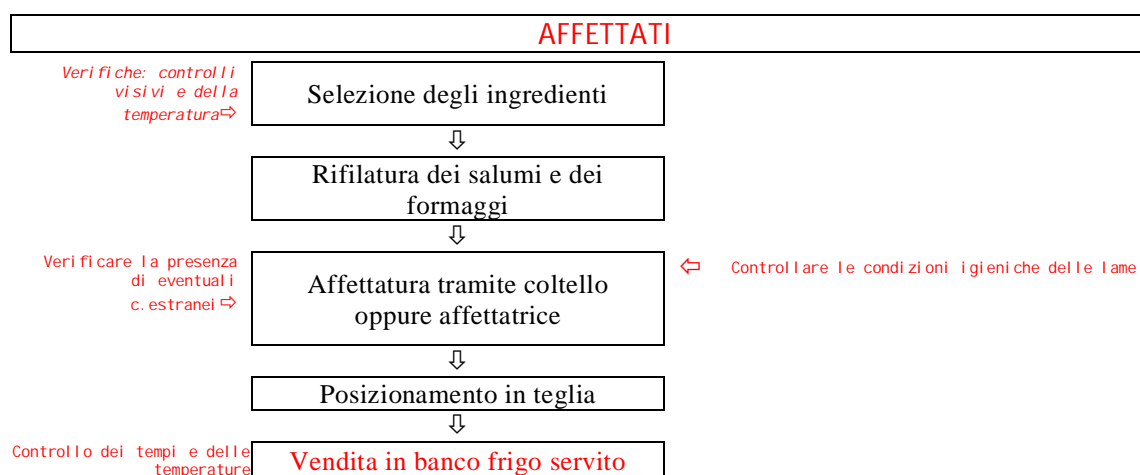 AFFETTATI
Verifiche: controlli
visivi e della
temperatura⇨
Selezione degli ingredienti
⇩
Rifilatura dei salumi e dei
formaggi
⇩
Verificare la presenza
di eventuali
c.estranei⇨
Affettatura tramite coltello
oppure affettatrice
⇦ Controllare le condizioni igieniche delle lame
⇩
Posizionamento in teglia
⇩
Controllo dei tempi e delle
temperature
Vendita in banco frigo servito